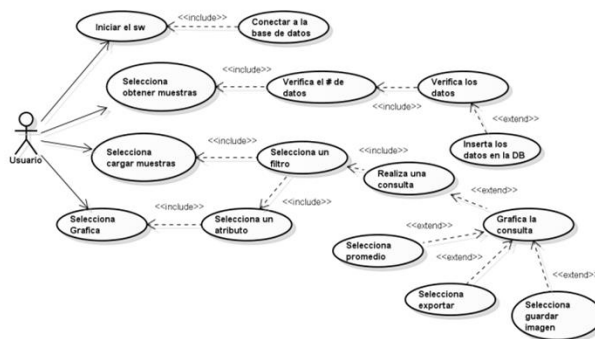 Iniciar el sw
<<include>>
Conectar a la
base de datos
<<extend>>
Selecciona
obtener muestras
<<include>>
Verifica el # de
datos
<<include>>
Verifica los
datos
<<extend>>
Inserta los
datos en la DB
Usuario
Selecciona
cargar muestras
<<include>>
Selecciona un
filtro
<<include>>
Realiza una
consulta
<<extend>>
Selecciona
Grafica
<<include>>
Selecciona un
atributo
<<include>>
Grafica la
consulta
<<extend>>
Selecciona
promedio
<<extend>>
Selecciona
exportar
<<extend>>
Selecciona
guardar
imagen